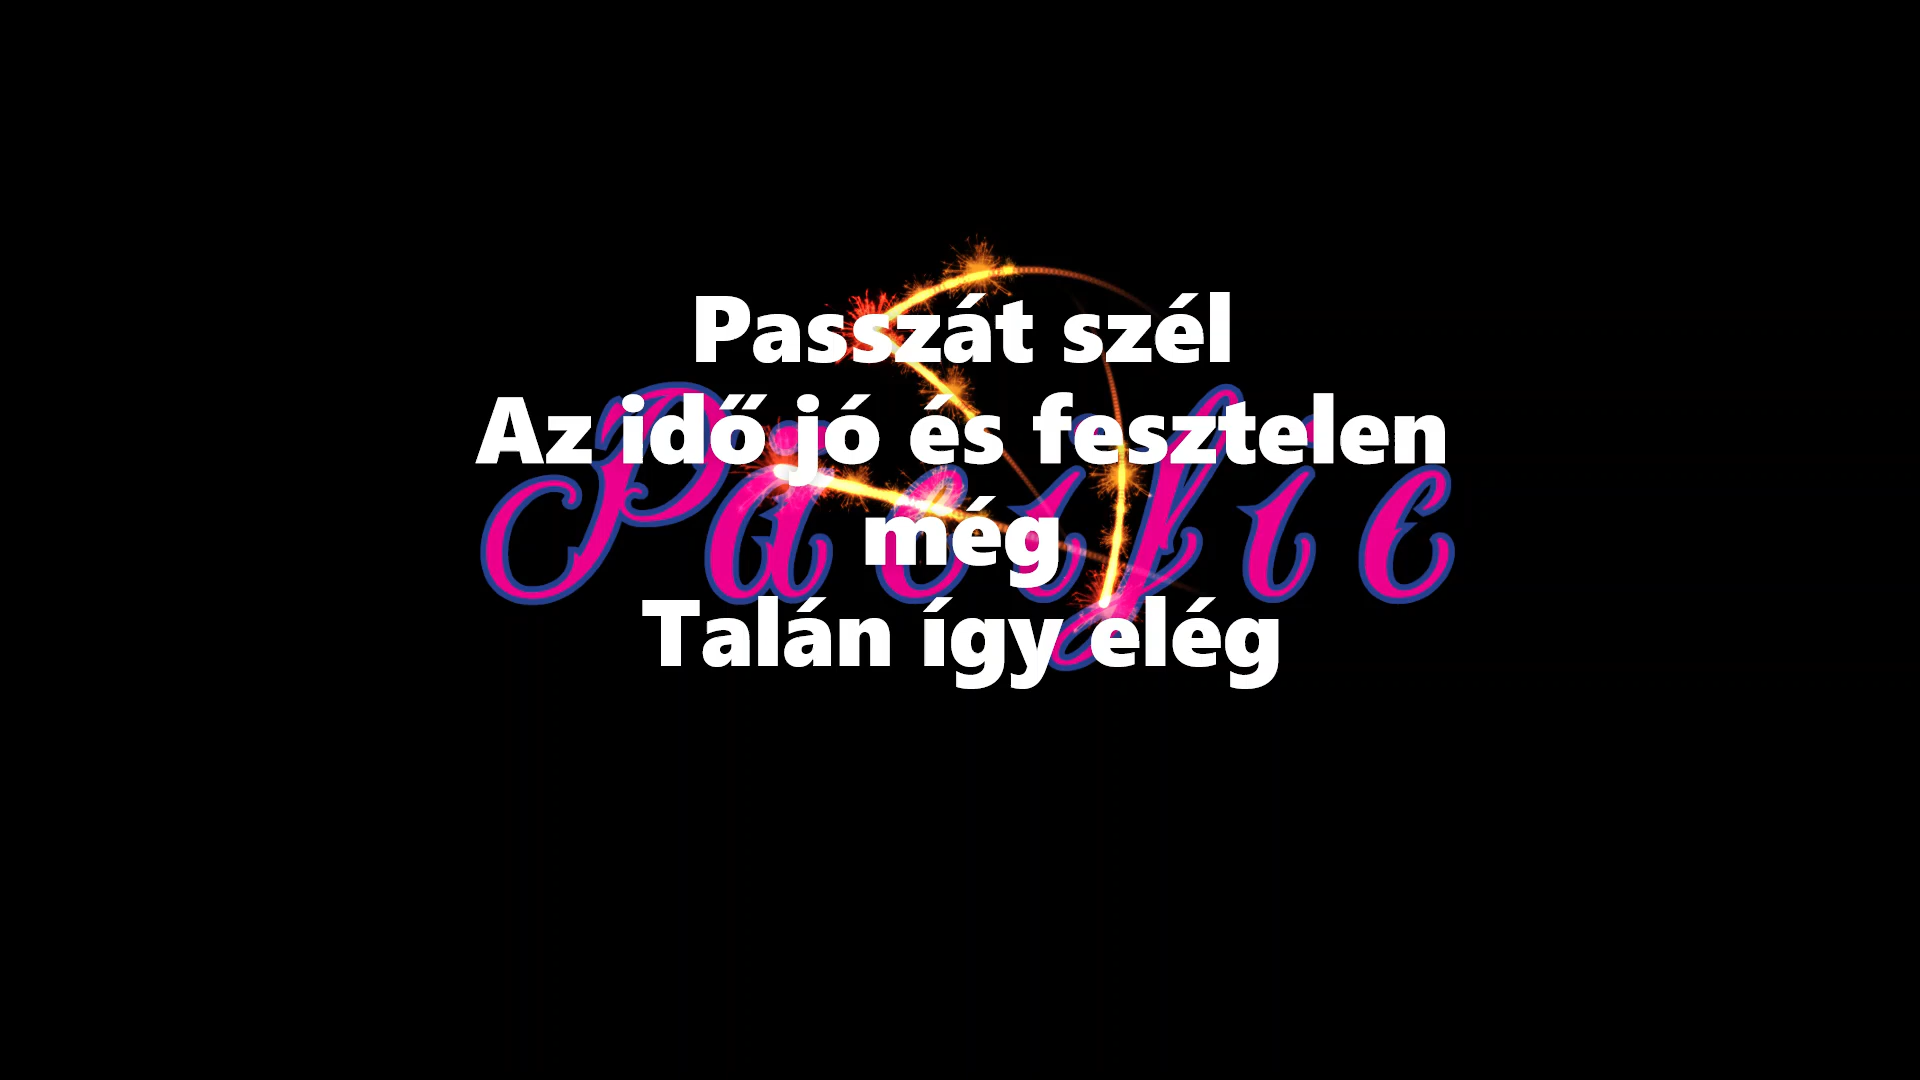 Passzát szél
Az idő jó és fesztelen
még
Talán így elég
Pacific